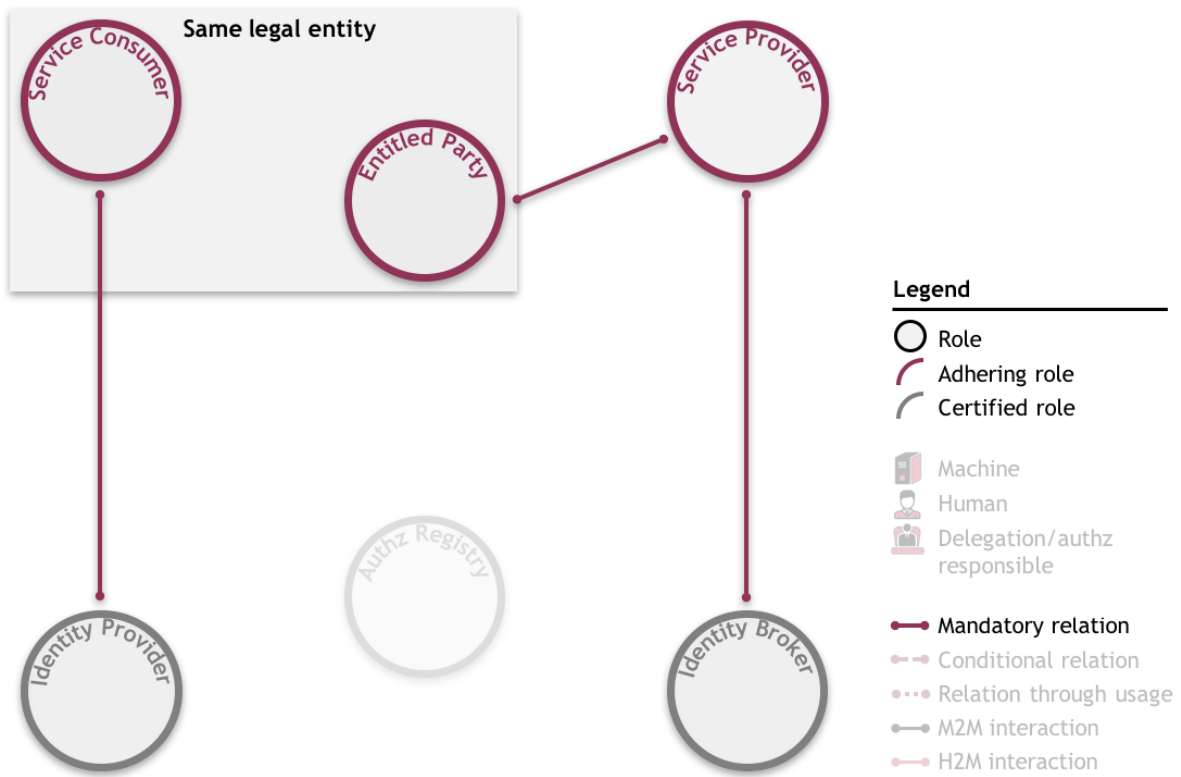 Same legal entity
Service Consumer
Service Provider
Entitled Party
Legend
Role
Adhering role
Certified role
Machine
Human
Delegation/authz
responsible
Authz Registry
Identity Provider
Identity Broker
Mandatory relation
Conditional relation
Relation through usage
M2M interaction
H2M interaction